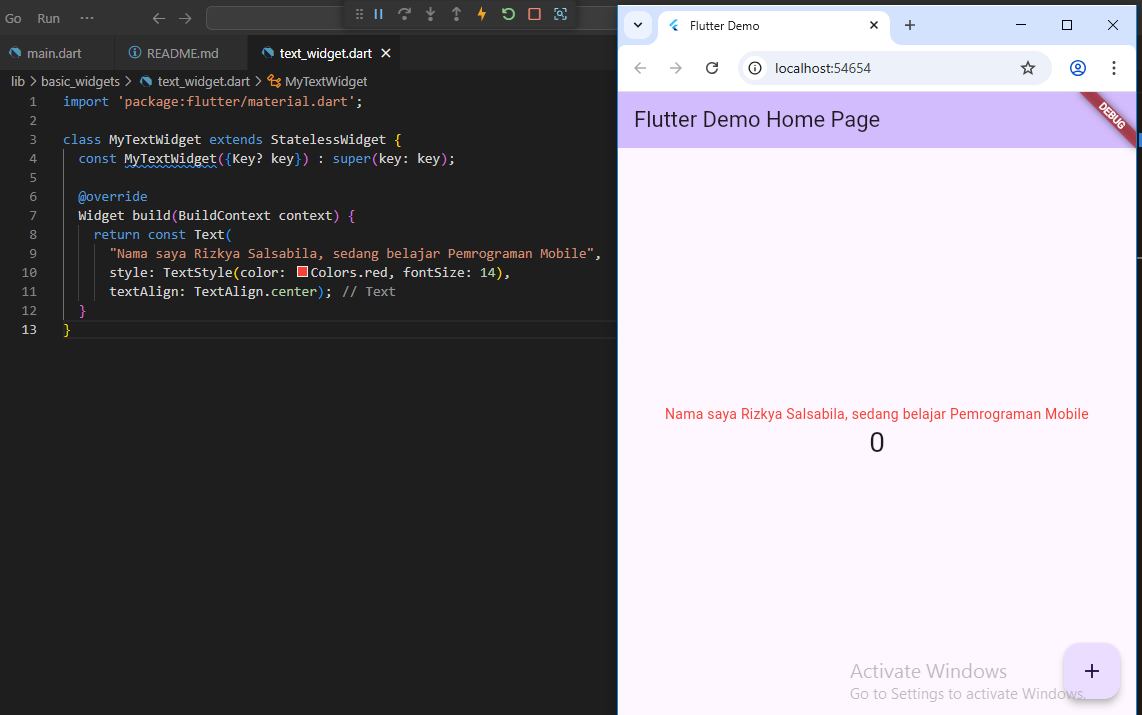 Go Run ···
main.dart README.md text_widget.dart
lib > basic_widgets > text_widget.dart > MyTextWidget
1 import 'package:flutter/material.dart';
2
3 class MyTextWidget extends StatelessWidget {
4 const MyTextWidget({Key? key}) : super(key: key);
5
6 @override
7 Widget build(BuildContext context) {
8 return const Text(
9 "Nama saya Rizkya Salsabila, sedang belajar Pemrograman Mobile",
10 style: TextStyle(color: Colors.red, fontSize: 14),
11 textAlign: TextAlign.center); // Text
12 }
13 }
Flutter Demo
localhost:54654
Flutter Demo Home Page
DEBUG
Nama saya Rizkya Salsabila, sedang belajar Pemrograman Mobile
0
+
Activate Windows
Go to Settings to activate Windows.